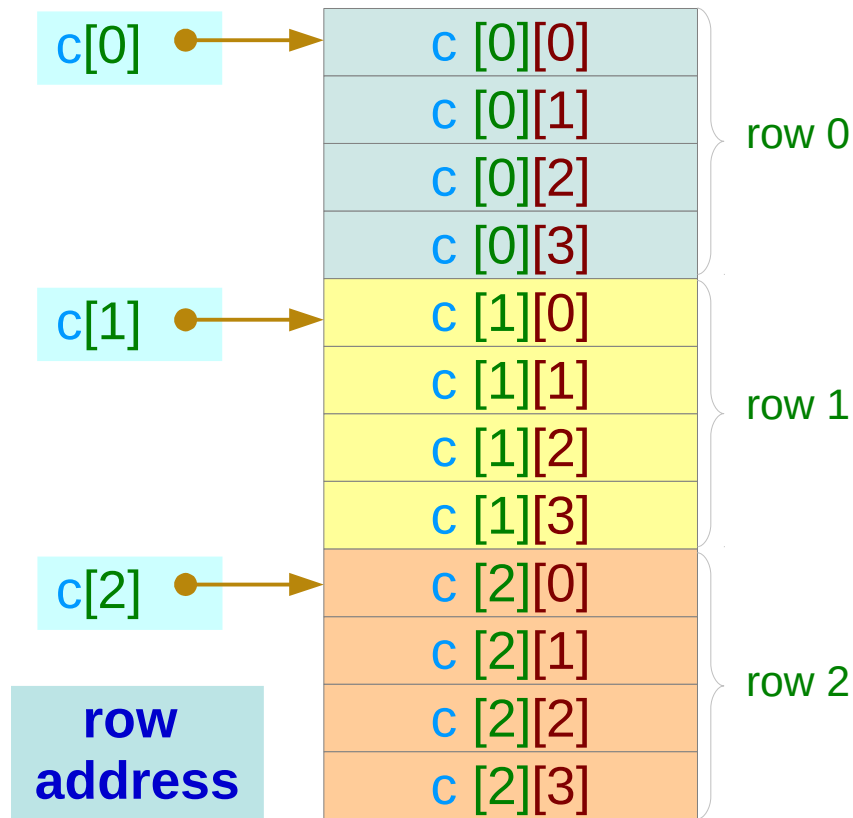 c[0]
c [0][0]
c [0][1]
c [0][2]
c [0][3]
row 0
c[1]
c [1][0]
c [1][1]
c [1][2]
c [1][3]
row 1
c[2]
c [2][0]
c [2][1]
c [2][2]
c [2][3]
row 2
row
address